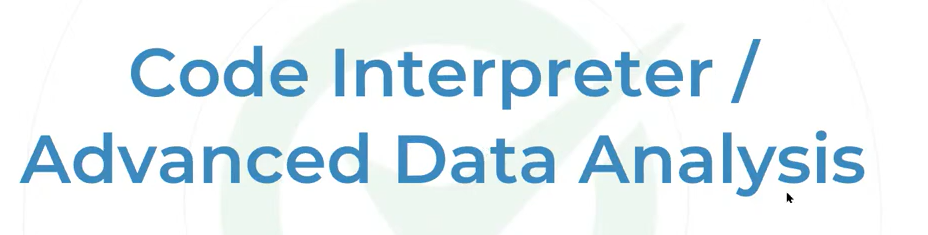 Code Interpreter /
Advanced Data Analysis